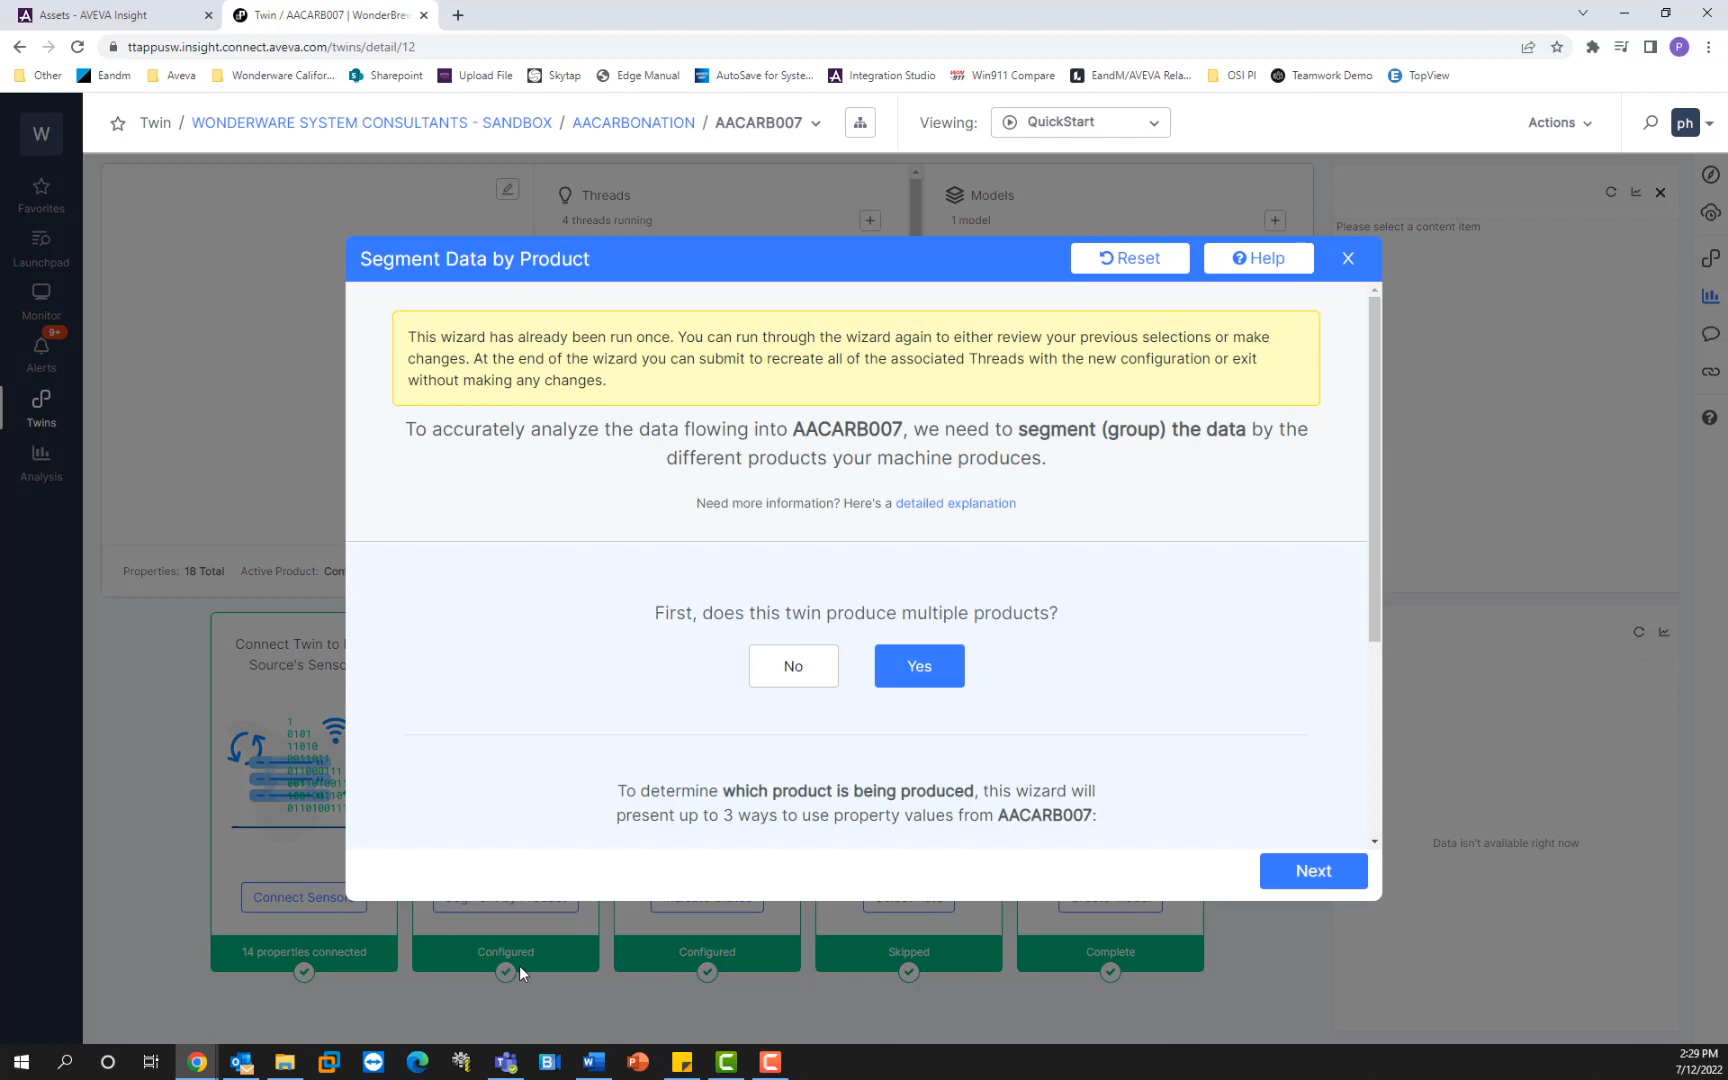 Assets - AVEVA Insight
Twin / AACARB007 | WonderBrew
ttappusw.insight.connect.aveva.com/twins/detail/12
P
Other
Eandm
Aveva
Wonderware Califor...
Sharepoint
Upload File
Skytap
Edge Manual
AutoSave for Syste...
Integration Studio
Win911 Compare
EandM/AVEVA Rela...
OSI PI
Teamwork Demo
TopView
W
Twin / WONDERWARE SYSTEM CONSULTANTS - SANDBOX / AACARBONATION / AACARB007
Viewing:
QuickStart
Actions
ph
Favorites
Launchpad
Monitor
9+
Alerts
Twins
Analysis
Threads
4 threads running
Models
1 model
Please select a content item
Segment Data by Product
Reset
Help
X
This wizard has already been run once. You can run through the wizard again to either review your previous selections or make
changes. At the end of the wizard you can submit to recreate all of the associated Threads with the new configuration or exit
without making any changes.
To accurately analyze the data flowing into AACARB007, we need to segment (group) the data by the
different products your machine produces.
Need more information? Here's a detailed explanation
Properties: 18 Total Active Product:
First, does this twin produce multiple products?
No
Yes
To determine which product is being produced, this wizard will
present up to 3 ways to use property values from AACARB007:
Next
Connect Twin to
Source's
Connect Sensors
14 properties connected
Configured
Configured
Skipped
Complete
Data isn't available right now
2:29 PM
7/12/2022